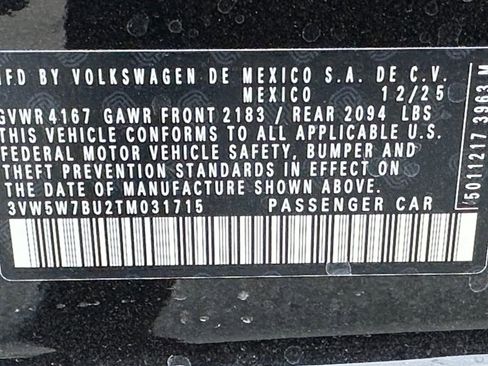 MFD BY VOLKSWAGEN DE MEXICO S.A. DE C.V.
MEXICO 12/25
GVWR 4167 GAWR FRONT 2183 / REAR 2094 LBS
THIS VEHICLE CONFORMS TO ALL APPLICABLE U.S.
FEDERAL MOTOR VEHICLE SAFETY, BUMPER AND
THEFT PREVENTION STANDARDS IN EFFECT ON
THE DATE OF MANUFACTURE SHOWN ABOVE.
3VW5W7BU2TM031715 PASSENGER CAR
75011217 3963 M